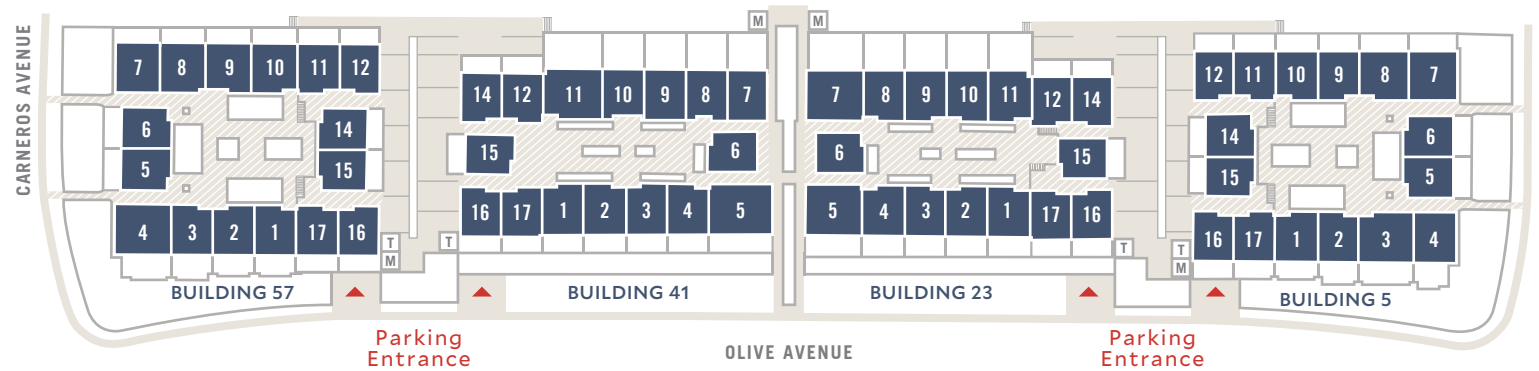 CARNEROS AVENUE
M M
7 8 9 10 11 12
14 12 11 10 9 8 7
7 8 9 10 11 12 14
12 11 10 9 8 7
6 14
5 15
15 6
6 15
14 6
15 5
4 3 2 1 17 16
16 17 1 2 3 4 5
5 4 3 2 1 17 16
16 17 1 2 3 4
T T T T
M M
BUILDING 57 BUILDING 41 BUILDING 23 BUILDING 5
Parking
Entrance
Parking
Entrance
OLIVE AVENUE